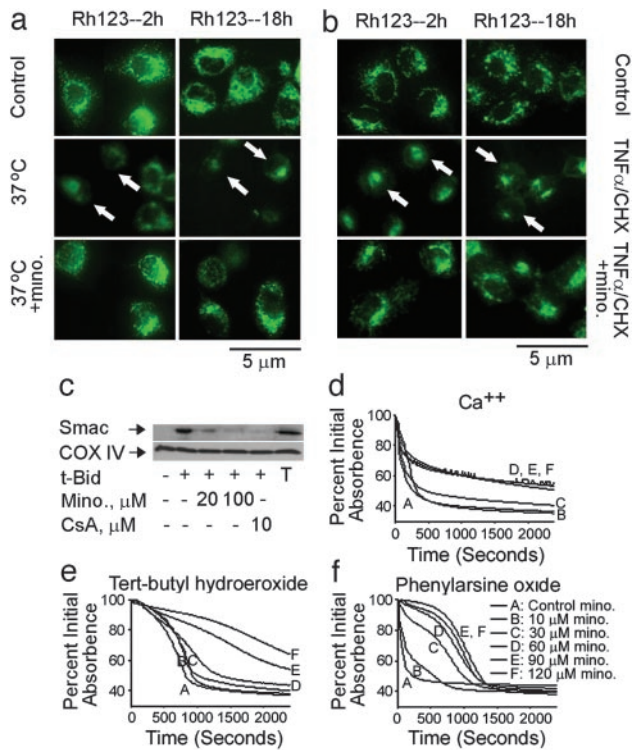 a
Rh123--2h Rh123--18h
Control
37ºC
37ºC
+mino.
5 µm
b
Rh123--2h Rh123--18h
Control
TNFα/CHX
TNFα/CHX
+mino.
5 µm
c
Smac
COX IV
t-Bid - + + + + T
Mino., µM - - 20 100 -
CsA, µM - - - - 10
d
Ca++
Percent Initial
Absorbence
100
80
60
40
D, E, F
C
B
A
0 500 1000 1500 2000
Time (Seconds)
e
Tert-butyl hydroeroxide
Percent Initial
Absorbence
100
80
60
40
F
E
D
BC
A
0 500 1000 1500 2000
Time (Seconds)
f
Phenylarsine oxide
Percent Initial
Absorbence
100
80
60
40
E, F
D
C
B
A
0 500 1000 1500 2000
Time (Seconds)
A: Control mino.
B: 10 µM mino.
C: 30 µM mino.
D: 60 µM mino.
E: 90 µM mino.
F: 120 µM mino.